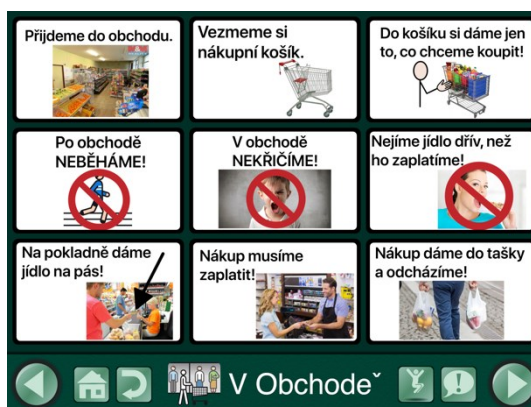 Přijdeme do obchodu.
Vezmeme si
nákupní košík.
Do košíku si dáme jen
to, co chceme koupit!
Po obchodě
NEBĚHÁME!
V obchodě
NEKŘIČÍME!
Nejíme jídlo dřív, než
ho zaplatíme!
Na pokladně dáme
jídlo na pás!
Nákup musíme
zaplatit!
Nákup dáme do tašky
a odcházíme!
V Obchodeˇ